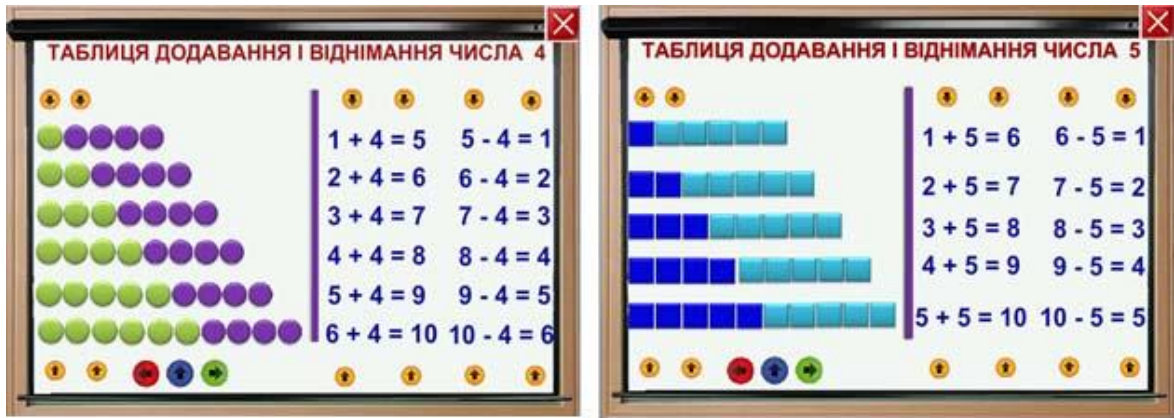 ТАБЛИЦЯ ДОДАВАННЯ І ВІДНІМАННЯ ЧИСЛА 4
1 + 4 = 5 5 - 4 = 1
2 + 4 = 6 6 - 4 = 2
3 + 4 = 7 7 - 4 = 3
4 + 4 = 8 8 - 4 = 4
5 + 4 = 9 9 - 4 = 5
6 + 4 = 10 10 - 4 = 6
ТАБЛИЦЯ ДОДАВАННЯ І ВІДНІМАННЯ ЧИСЛА 5
1 + 5 = 6 6 - 5 = 1
2 + 5 = 7 7 - 5 = 2
3 + 5 = 8 8 - 5 = 3
4 + 5 = 9 9 - 5 = 4
5 + 5 = 10 10 - 5 = 5